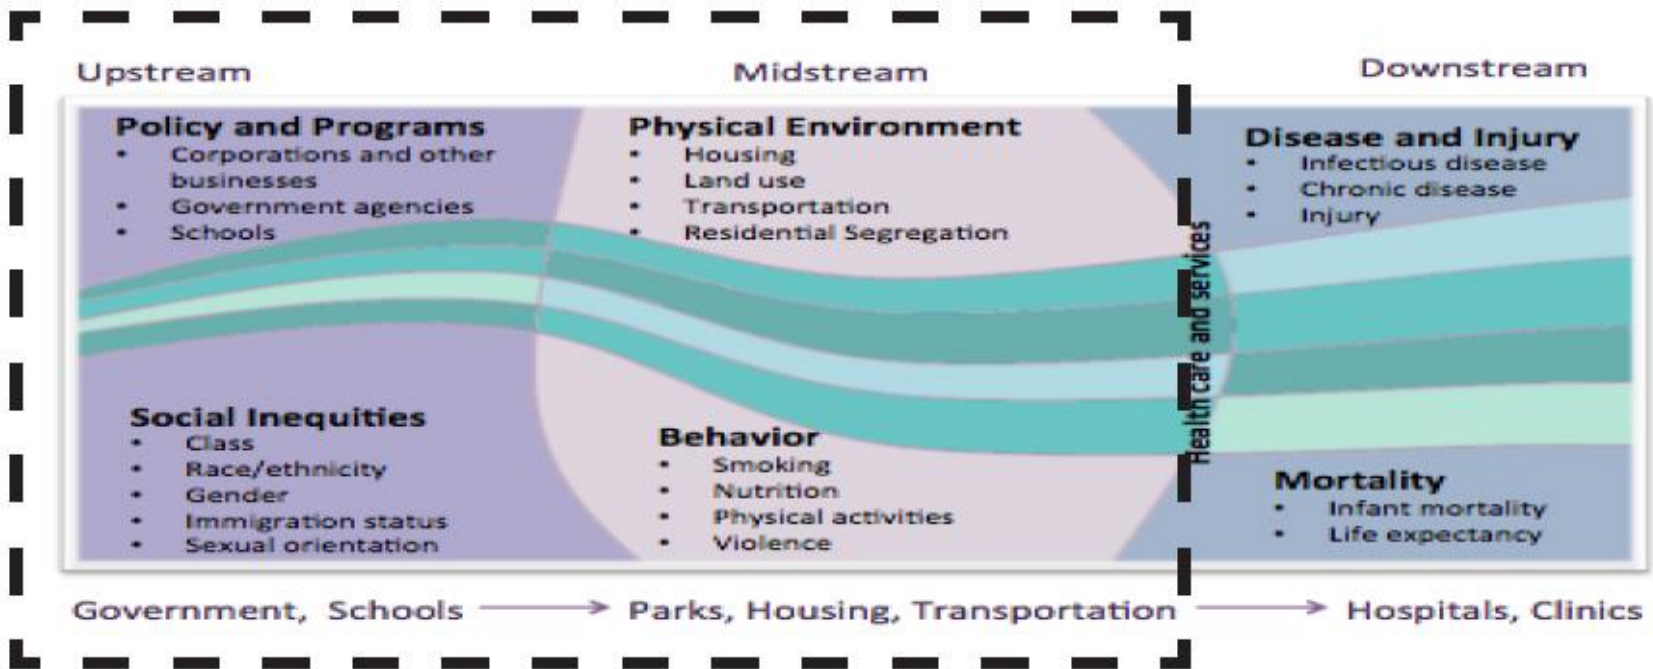 Upstream
Midstream
Downstream
Policy and Programs
• Corporations and other
businesses
• Government agencies
• Schools
Physical Environment
• Housing
• Land use
• Transportation
• Residential Segregation
Disease and Injury
• Infectious disease
• Chronic disease
• Injury
Health care and services
Social Inequities
• Class
• Race/ethnicity
• Gender
• Immigration status
• Sexual orientation
Behavior
• Smoking
• Nutrition
• Physical activities
• Violence
Mortality
• Infant mortality
• Life expectancy
Government, Schools → Parks, Housing, Transportation → Hospitals, Clinics